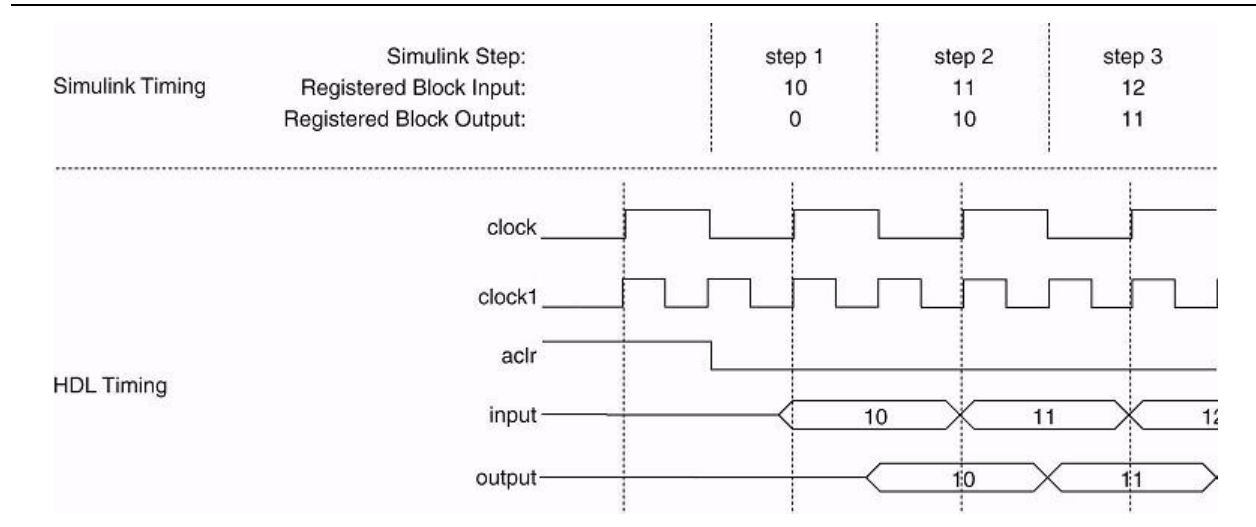 Simulink Step: step 1 step 2 step 3
Simulink Timing Registered Block Input: 10 11 12
Registered Block Output: 0 10 11
clock
clock1
aclr
HDL Timing
input 10 11 12
output 10 11